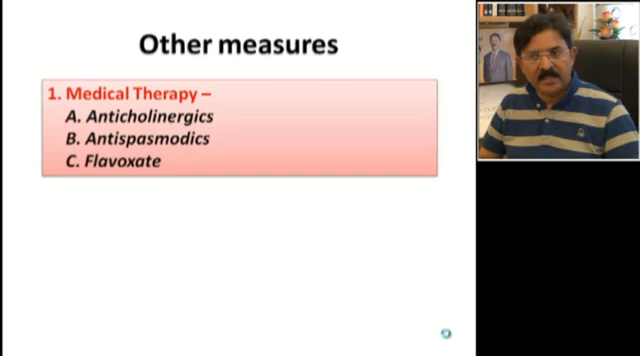 Other measures
1. Medical Therapy –
A. Anticholinergics
B. Antispasmodics
C. Flavoxate